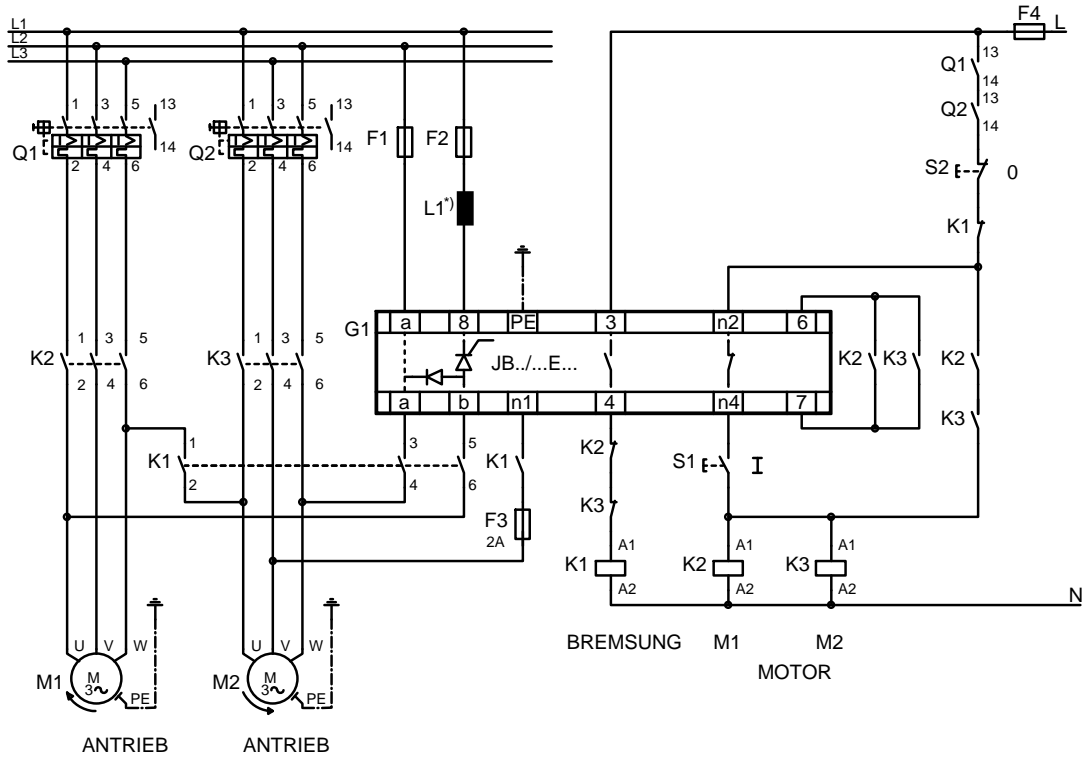 L1
L2
L3
F4 L
1 3 5 13
Q1
14
2 4 6
1 3 5 13
Q2
14
2 4 6
F1
F2
L1*)
Q1 13
14
Q2 13
14
S2 0
K1
K2
1 3 5
2 4 6
K3
1 3 5
2 4 6
G1
a 8 PE 3 n2 6
JB../...E...
a b n1 4 n4 7
K2 K3
K2
K3
K1
1
2
3
4
5
6
K1
F3
2A
K2
K3
S1 I
K1 A1
A2
K2 A1
A2
K3 A1
A2
N
BREMSUNG M1 M2
MOTOR
U V W
M1
M
3~
PE
U V W
M2
M
3~
PE
ANTRIEB ANTRIEB